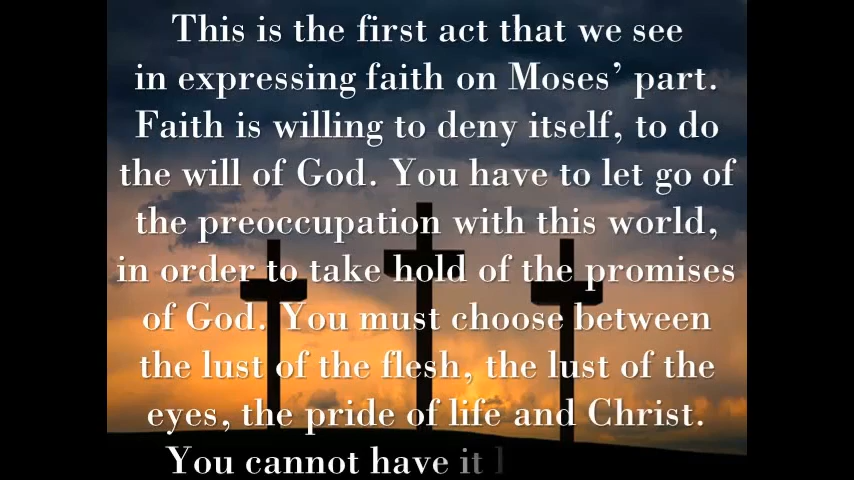 This is the first act that we see
in expressing faith on Moses’ part.
Faith is willing to deny itself, to do
the will of God. You have to let go of
the preoccupation with this world,
in order to take hold of the promises
of God. You must choose between
the lust of the flesh, the lust of the
eyes, the pride of life and Christ.
You cannot have it